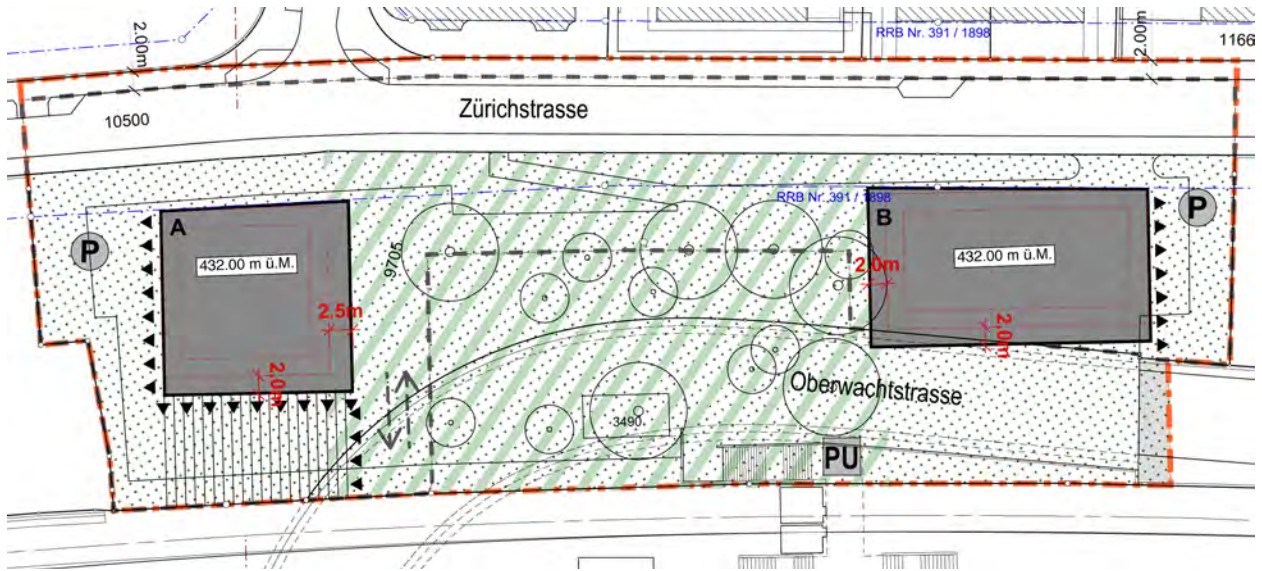 2.00m
RRB Nr. 391 / 1898
2.00m
1166
Zürichstrasse
10500
RRB Nr. 391 / 1898
A
B
P
P
432.00 m ü.M.
432.00 m ü.M.
9705
2.0m
2.5m
2,0m
2,0m
Oberwachtstrasse
3490
PU